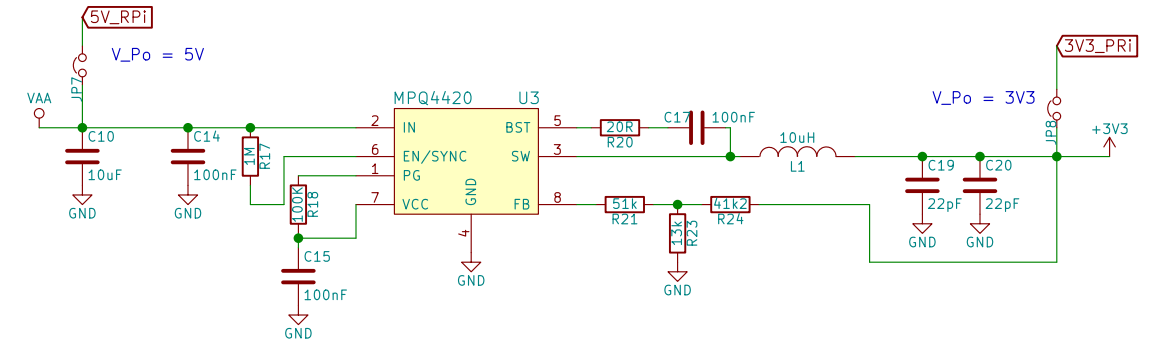 5V_RPi
V_Po = 5V
JP7
VAA
C10
10uF
GND
C14
100nF
GND
1M
R17
100K
R18
C15
100nF
GND
MPQ4420
U3
2
IN
6
EN/SYNC
1
PG
7
VCC
GND
4
GND
BST
5
SW
3
FB
8
20R
R20
C17
100nF
10uH
L1
51k
R21
13k
R23
GND
41k2
R24
3V3_PRi
V_Po = 3V3
JP8
+3V3
C19
22pF
GND
C20
22pF
GND